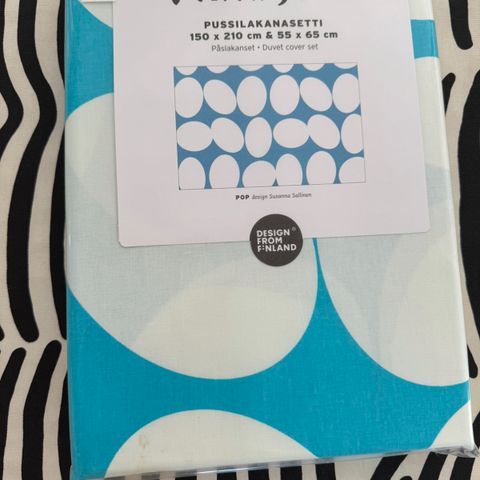 PUSSILAKANASETTI
150 x 210 cm & 55 x 65 cm
Påslakanset • Duvet cover set
POP design Susanna Sallinen
DESIGN®
FROM
FINLAND